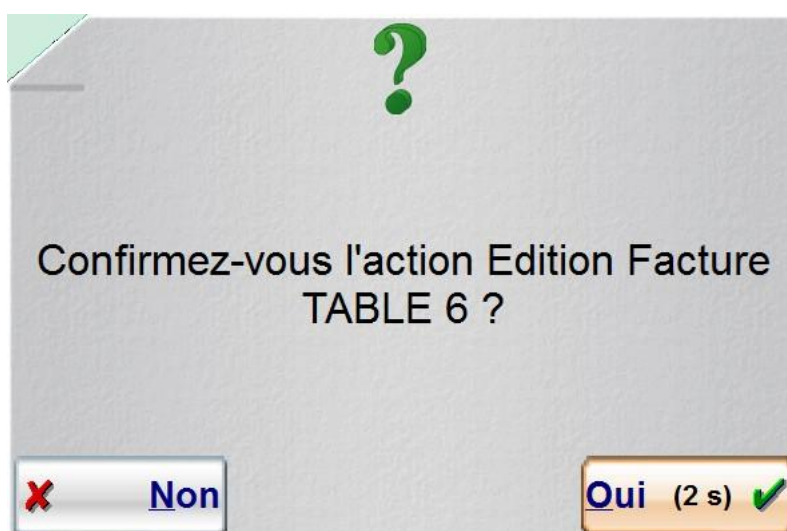 ?
Confirmez-vous l'action Edition Facture
TABLE 6 ?
Non
Oui (2 s)